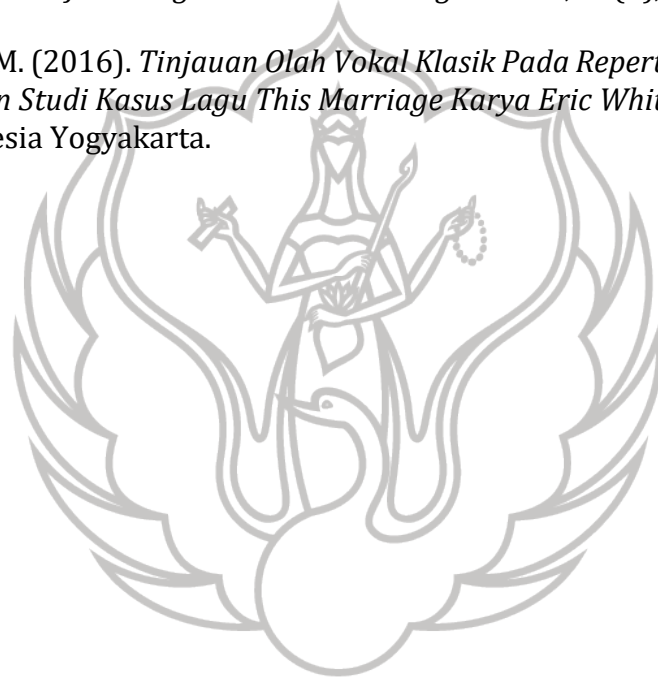 M. (2016). Tinjauan Olah Vokal Klasik Pada Repert
n Studi Kasus Lagu This Marriage Karya Eric Whit
esia Yogyakarta.